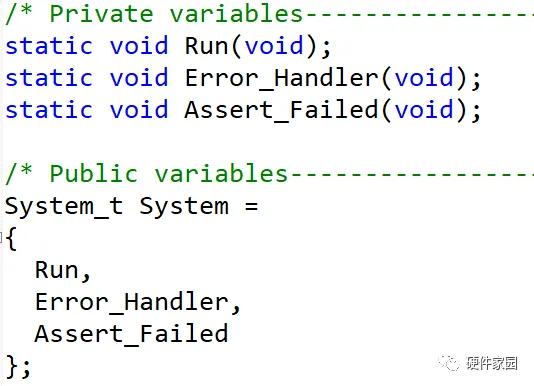 /* Private variables----------------
static void Run(void);
static void Error_Handler(void);
static void Assert_Failed(void);
/* Public variables-----------------
System_t System =
{
Run,
Error_Handler,
Assert_Failed
};
硬件家园